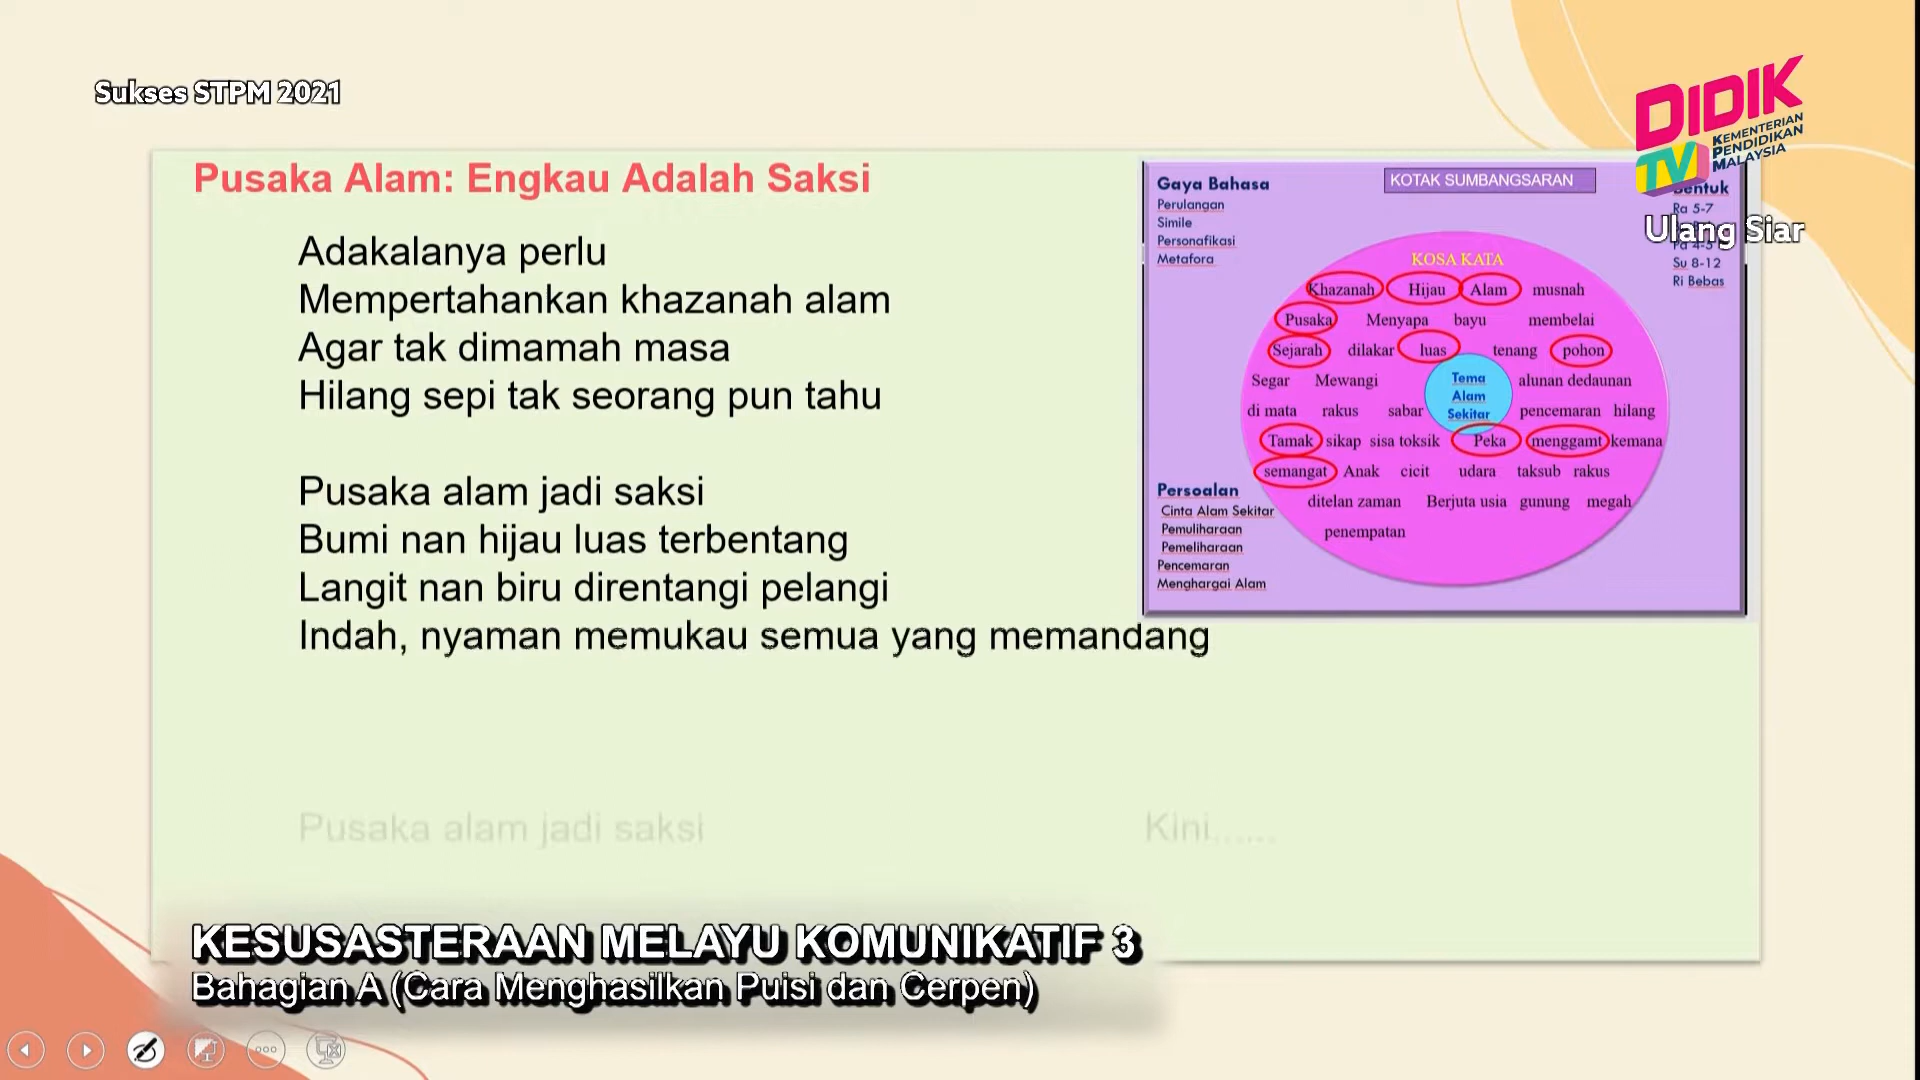 Sukses STPM 2021
DIDIK
TV
KEMENTERIAN
PENDIDIKAN
MALAYSIA
Ulang Siar
Pusaka Alam: Engkau Adalah Saksi
Adakalanya perlu
Mempertahankan khazanah alam
Agar tak dimamah masa
Hilang sepi tak seorang pun tahu
Pusaka alam jadi saksi
Bumi nan hijau luas terbentang
Langit nan biru direntangi pelangi
Indah, nyaman memukau semua yang memandang
Pusaka alam jadi saksi
Kini......
KOTAK SUMBANGSARAN
Gaya Bahasa
Perulangan
Simile
Personafikasi
Metafora
Bentuk
Ra 5-7
Pa 4-5
Su 8-12
Ri Bebas
KOSA KATA
Khazanah Hijau Alam musnah
Pusaka Menyapa bayu membelai
Sejarah dilakar luas tenang pohon
Segar Mewangi alunan dedaunan
di mata rakus sabar pencemaran hilang
Tamak sikap sisa toksik Peka menggamt kemana
semangat Anak cicit udara taksub rakus
ditelan zaman Berjuta usia gunung megah
penempatan
Tema
Alam
Sekitar
Persoalan
Cinta Alam Sekitar
Pemuliharaan
Pemeliharaan
Pencemaran
Menghargai Alam
KESUSASTERAAN MELAYU KOMUNIKATIF 3
Bahagian A (Cara Menghasilkan Puisi dan Cerpen)